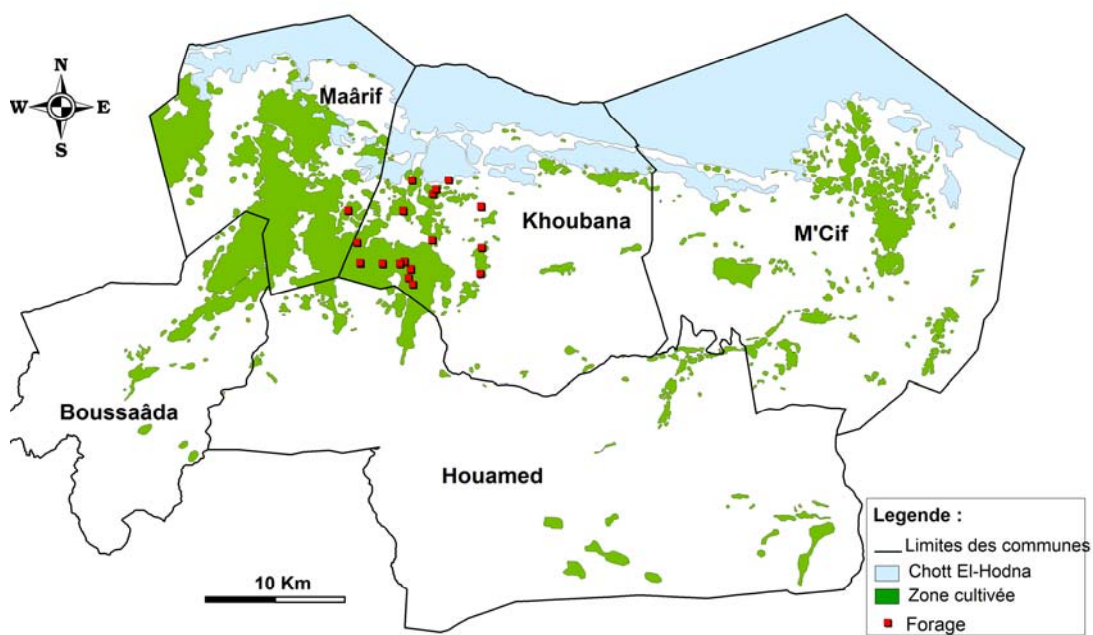 N
W E
S
Maârif
Khoubana
M'Cif
Boussaâda
Houamed
10 Km
Legende :
Limites des communes
Chott El-Hodna
Zone cultivée
Forage